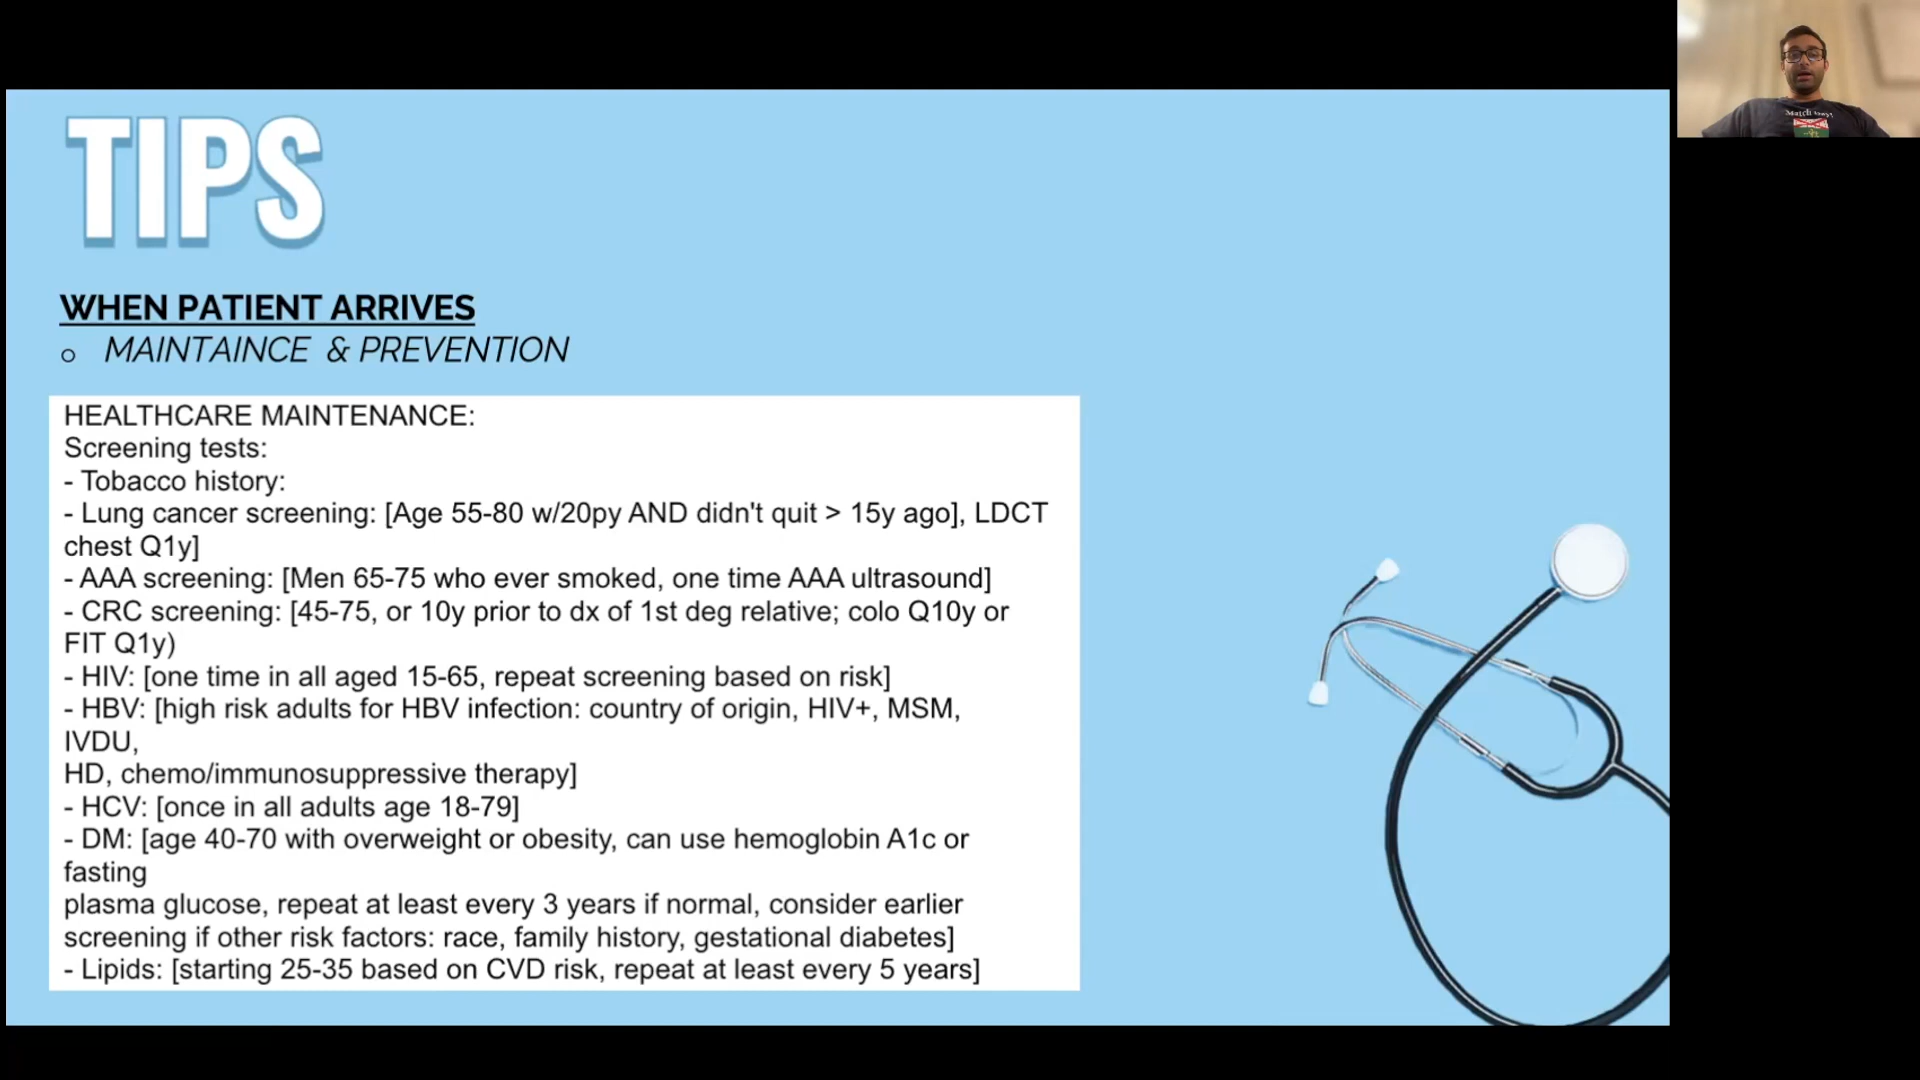 TIPS
WHEN PATIENT ARRIVES
o MAINTAINCE & PREVENTION
HEALTHCARE MAINTENANCE:
Screening tests:
- Tobacco history:
- Lung cancer screening: [Age 55-80 w/20py AND didn't quit > 15y ago], LDCT
chest Q1y]
- AAA screening: [Men 65-75 who ever smoked, one time AAA ultrasound]
- CRC screening: [45-75, or 10y prior to dx of 1st deg relative; colo Q10y or
FIT Q1y)
- HIV: [one time in all aged 15-65, repeat screening based on risk]
- HBV: [high risk adults for HBV infection: country of origin, HIV+, MSM,
IVDU,
HD, chemo/immunosuppressive therapy]
- HCV: [once in all adults age 18-79]
- DM: [age 40-70 with overweight or obesity, can use hemoglobin A1c or
fasting
plasma glucose, repeat at least every 3 years if normal, consider earlier
screening if other risk factors: race, family history, gestational diabetes]
- Lipids: [starting 25-35 based on CVD risk, repeat at least every 5 years]
Match